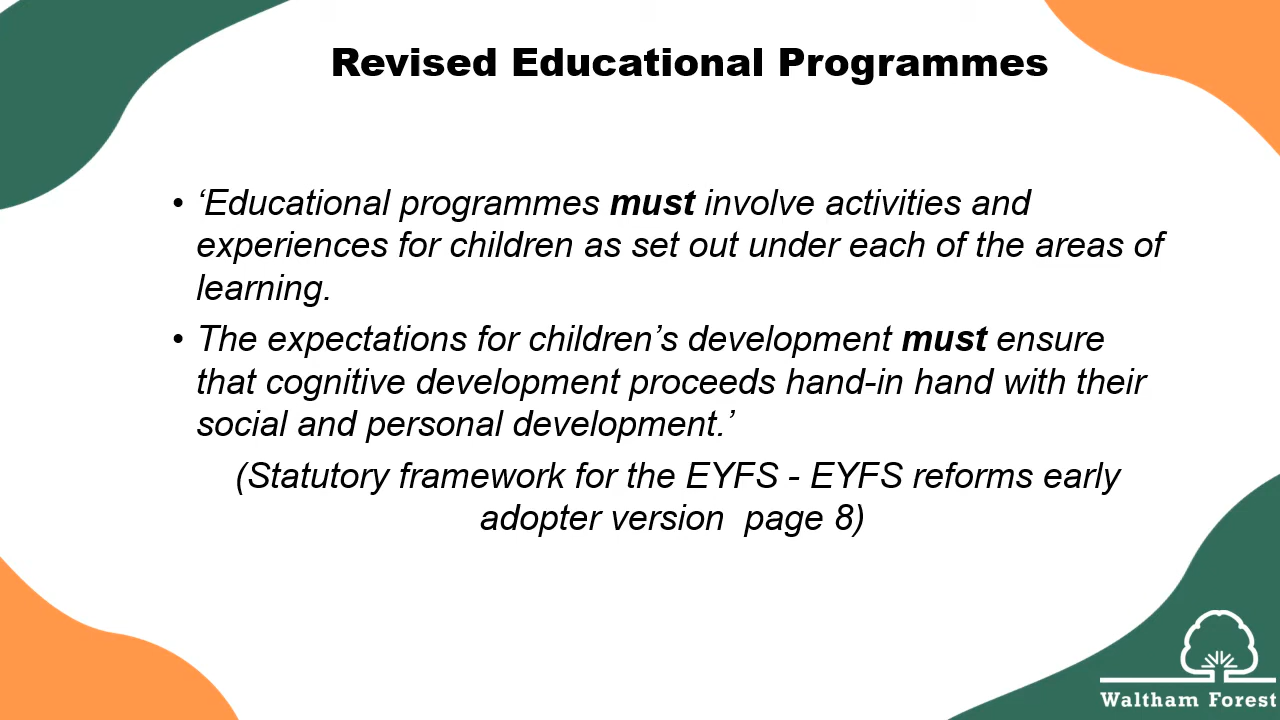 Revised Educational Programmes
• ‘Educational programmes must involve activities and
experiences for children as set out under each of the areas of
learning.
• The expectations for children’s development must ensure
that cognitive development proceeds hand-in hand with their
social and personal development.’
(Statutory framework for the EYFS - EYFS reforms early
adopter version  page 8)
Waltham Forest